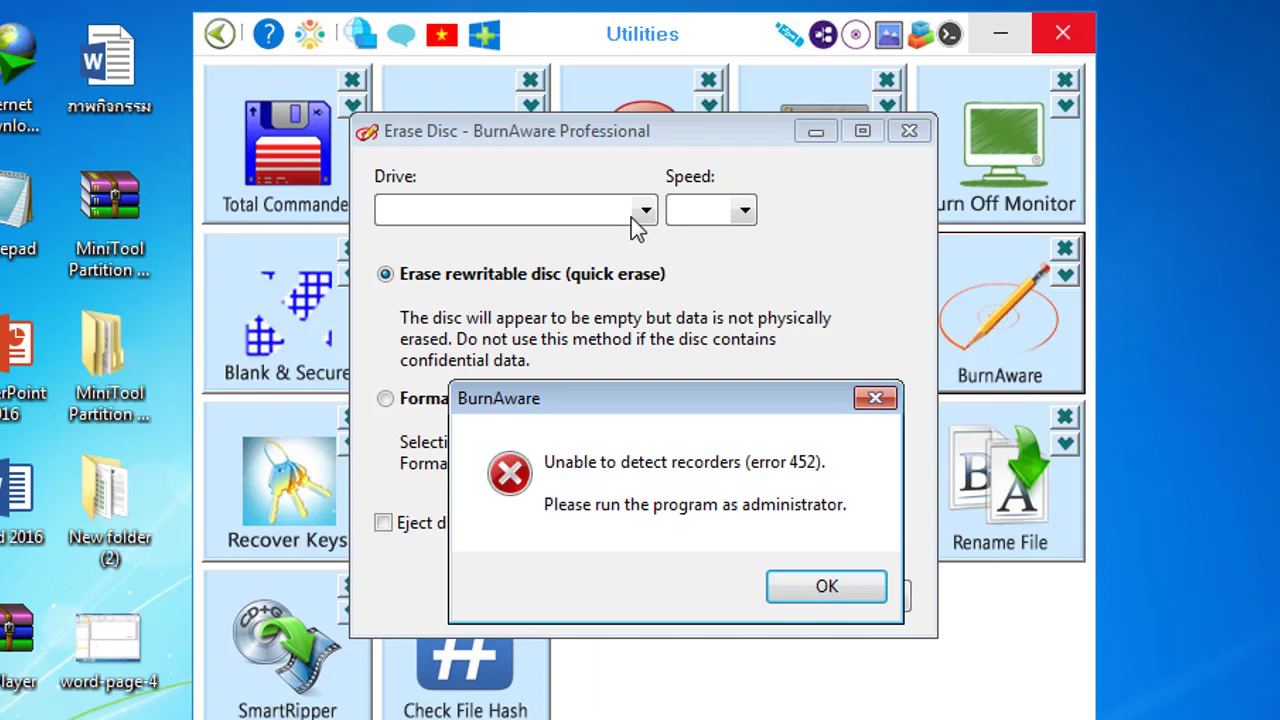 Utilities
ernet
wnlo...
ภาพกิจกรรม
Total Commande
urn Off Monitor
Erase Disc - BurnAware Professional
Drive:
Speed:
epad
MiniTool
Partition ...
Erase rewritable disc (quick erase)
The disc will appear to be empty but data is not physically
erased. Do not use this method if the disc contains
confidential data.
Blank & Secure
BurnAware
erPoint
016
MiniTool
Partition ...
Forma
Selecti
Forma
BurnAware
Unable to detect recorders (error 452).
Please run the program as administrator.
OK
Eject d
Recover Keys
B
A
Rename File
W
d 2016
New folder
(2)
CD+G
layer
word-page-4
SmartRipper
#
Check File Hash